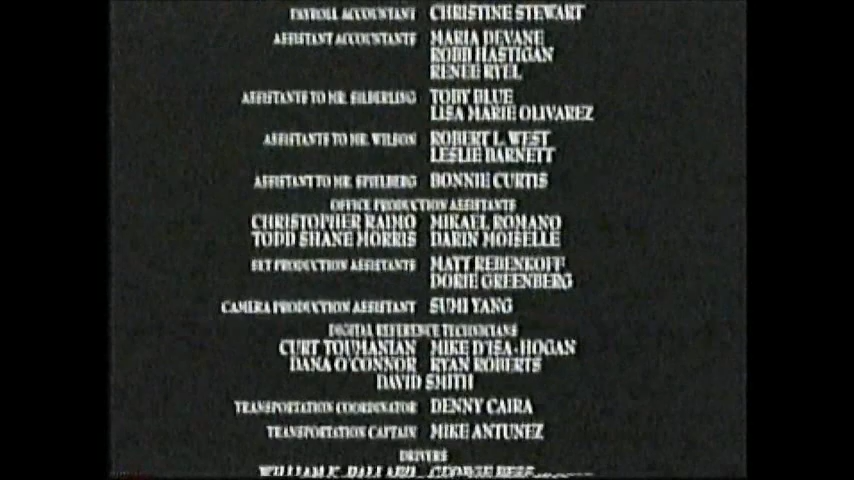 PAYROLL ACCOUNTANT CHRISTINE STEWART
ASSISTANT ACCOUNTANTS MARIA DEVANE
ROBB HASTIGAN
RENEE RYEL
ASSISTANTS TO MR. SILBERLING TOBY BLUE
LISA MARIE OLIVAREZ
ASSISTANTS TO MR. WILSON ROBERT L. WEST
LESLIE BARNETT
ASSISTANT TO MR. SPIELBERG BONNIE CURTIS
OFFICE PRODUCTION ASSISTANTS
CHRISTOPHER RAIMO MIKAEL ROMANO
TODD SHANE MORRIS DARIN MOISELLE
SET PRODUCTION ASSISTANTS MATT REBENKOFF
DORIE GREENBERG
CAMERA PRODUCTION ASSISTANT SUMI YANG
DIGITAL REFERENCE TECHNICIANS
CURT TOUMANIAN MIKE D'ISA-HOGAN
DANA O'CONNOR RYAN ROBERTS
DAVID SMITH
TRANSPORTATION COORDINATOR DENNY CAIRA
TRANSPORTATION CAPTAIN MIKE ANTUNEZ
DRIVERS
WILLIAM GEORGE